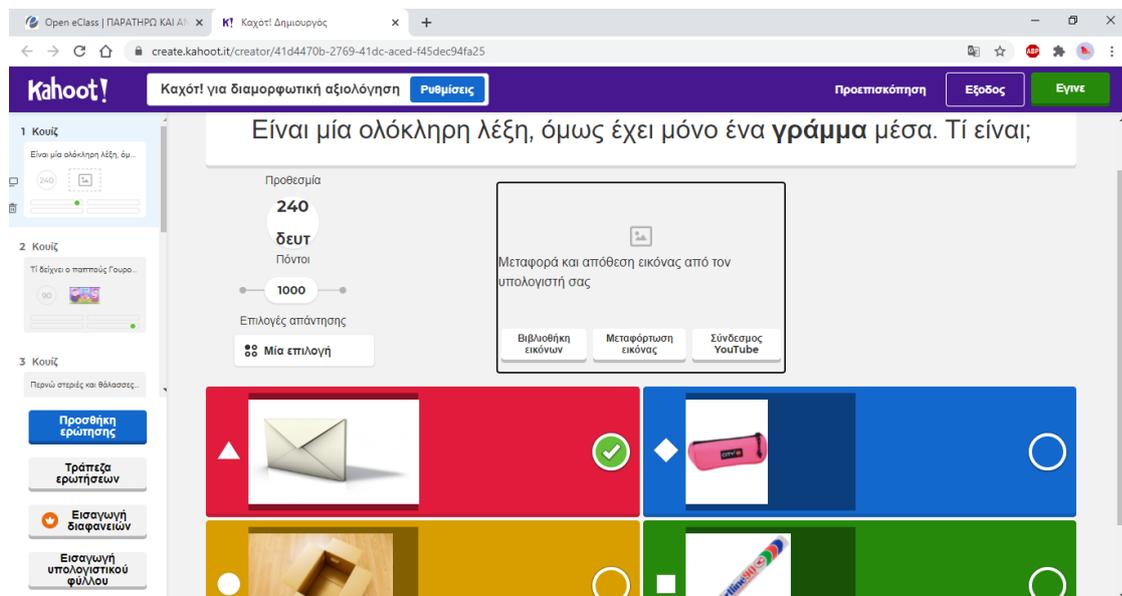 Open eClass | ΠΑΡΑΤΗΡΩ ΚΑΙ ΑΝ
K! Καχότ! Δημιουργός
create.kahoot.it/creator/41d4470b-2769-41dc-aced-f45dec94fa25
ABP
Kahoot!
Καχότ! για διαμορφωτική αξιολόγηση
Ρυθμίσεις
Προεπισκόπηση
Εξοδος
Εγινε
1 Κουίζ
Είναι μία ολόκληρη λέξη, όμ...
240
2 Κουίζ
Τί δείχνει ο παππούς Γουρο...
90
3 Κουίζ
Περνώ στεριές και θάλασσες...
Προσθήκη
ερώτησης
Τράπεζα
ερωτήσεων
Εισαγωγή
διαφανειών
Εισαγωγή
υπολογιστικού
φύλλου
Είναι μία ολόκληρη λέξη, όμως έχει μόνο ένα γράμμα μέσα. Τί είναι;
Προθεσμία
240
δευτ
Πόντοι
1000
Επιλογές απάντησης
Μία επιλογή
Μεταφορά και απόθεση εικόνας από τον
υπολογιστή σας
Βιβλιοθήκη
εικόνων
Μεταφόρτωση
εικόνας
Σύνδεσμος
YouTube
CITY